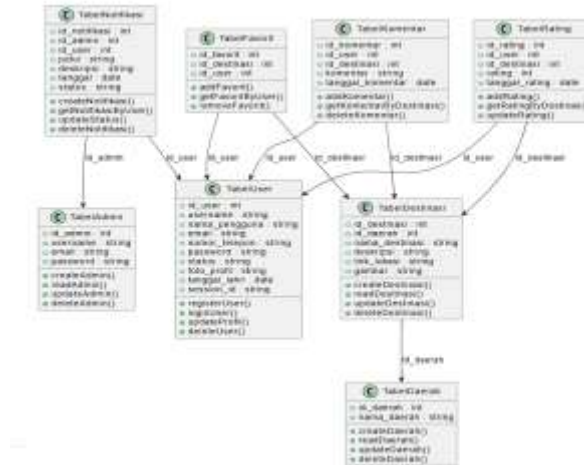 TabelNotifikasi
id_notifikasi int
id_admin int
id_user int
judul string
deskripsi string
tanggal date
status string
createNotifikasi()
getNotifikasiByUser()
updateStatus()
deleteNotifikasi()
TabelFavorit
id_favorit int
id_destinasi int
id_user int
addFavorit()
getFavoritByUser()
removeFavorit()
TabelKomentar
id_komentar int
id_user int
id_destinasi int
komentar string
tanggal_komentar date
addKomentar()
getKomentarByDestinasi()
deleteKomentar()
TabelRating
id_rating int
id_user int
id_destinasi int
rating int
tanggal_rating date
addRating()
getRatingByDestinasi()
updateRating()
id_admin
id_user
id_user
id_destinasi
id_user
id_destinasi
id_user
id_destinasi
TabelAdmin
id_admin int
username string
email string
password string
createAdmin()
readAdmin()
updateAdmin()
deleteAdmin()
TabelUser
id_user int
username string
nama_pengguna string
email string
nomor_telepon string
password string
status string
foto_profil string
tanggal_lahir date
session_id string
registerUser()
loginUser()
updateProfil()
deleteUser()
TabelDestinasi
id_destinasi int
id_daerah int
nama_destinasi string
deskripsi string
link_lokasi string
gambar string
createDestinasi()
readDestinasi()
updateDestinasi()
deleteDestinasi()
id_daerah
TabelDaerah
id_daerah int
nama_daerah string
createDaerah()
readDaerah()
updateDaerah()
deleteDaerah()